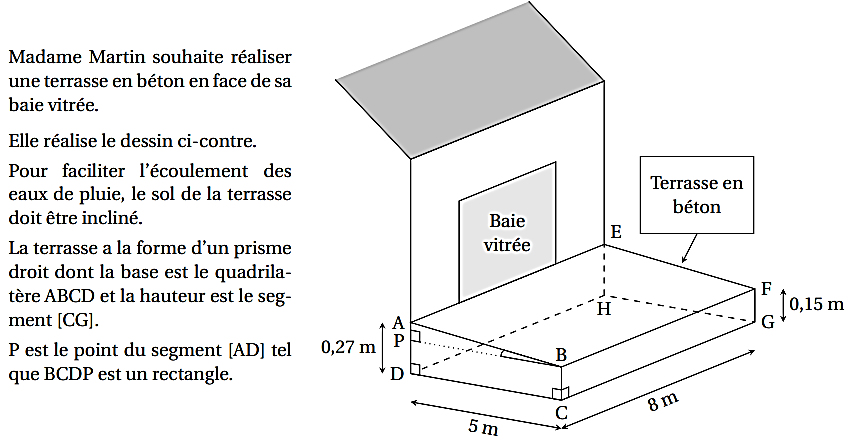 Madame Martin souhaite réaliser
une terrasse en béton en face de sa
baie vitrée.
Elle réalise le dessin ci-contre.
Pour faciliter l’écoulement des
eaux de pluie, le sol de la terrasse
doit être incliné.
La terrasse a la forme d’un prisme
droit dont la base est le quadrila-
tère ABCD et la hauteur est le seg-
ment [CG].
P est le point du segment [AD] tel
que BCDP est un rectangle.
Baie
vitrée
Terrasse en
béton
E
F
0,15 m
G
H
A
P
0,27 m
D
B
C
5 m
8 m